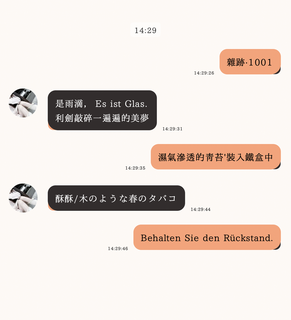 14:29
雜跡·1001
14:29:26
是雨滴， Es ist Glas.
利劍敲碎一遍遍的美夢
14:29:31
濕氣滲透的青苔'裝入鐵盒中
14:29:35
酥酥/木のような春のタバコ
14:29:44
Behalten Sie den Rückstand.
14:29:46